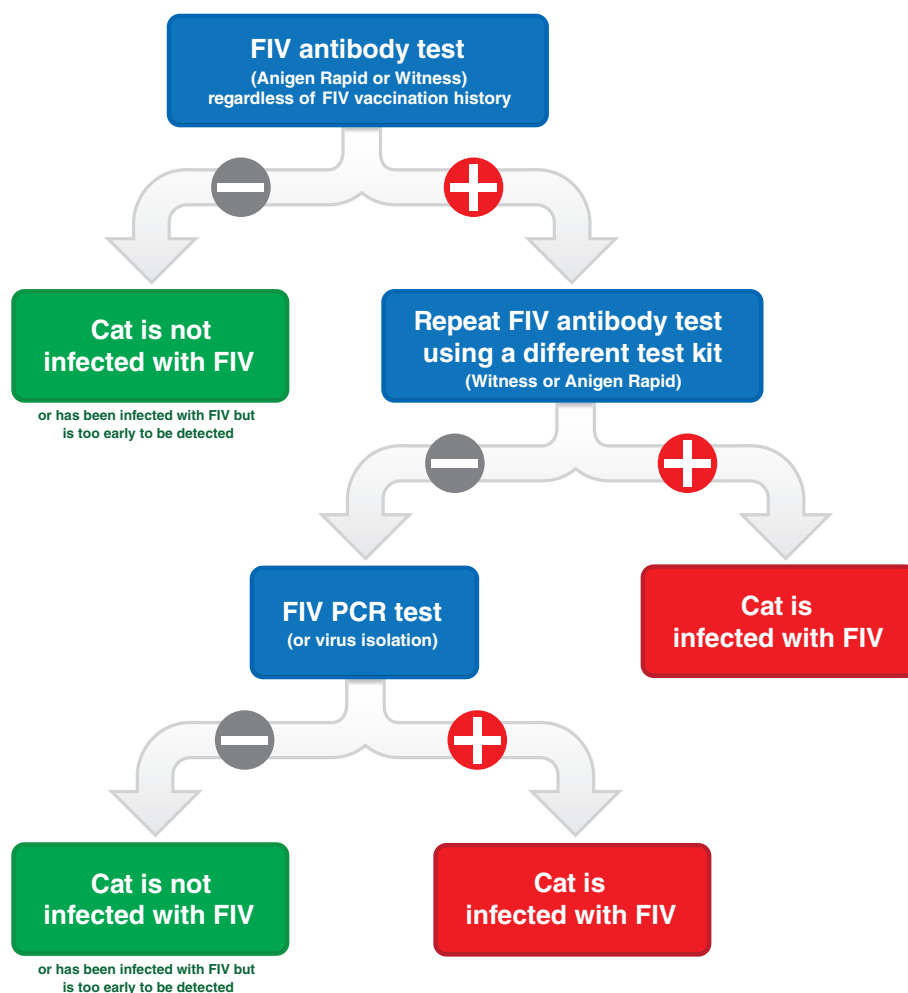 FIV antibody test
(Anigen Rapid or Witness)
regardless of FIV vaccination history
Cat is not
infected with FIV
or has been infected with FIV but
is too early to be detected
Repeat FIV antibody test
using a different test kit
(Witness or Anigen Rapid)
FIV PCR test
(or virus isolation)
Cat is
infected with FIV
Cat is not
infected with FIV
or has been infected with FIV but
is too early to be detected
Cat is
infected with FIV